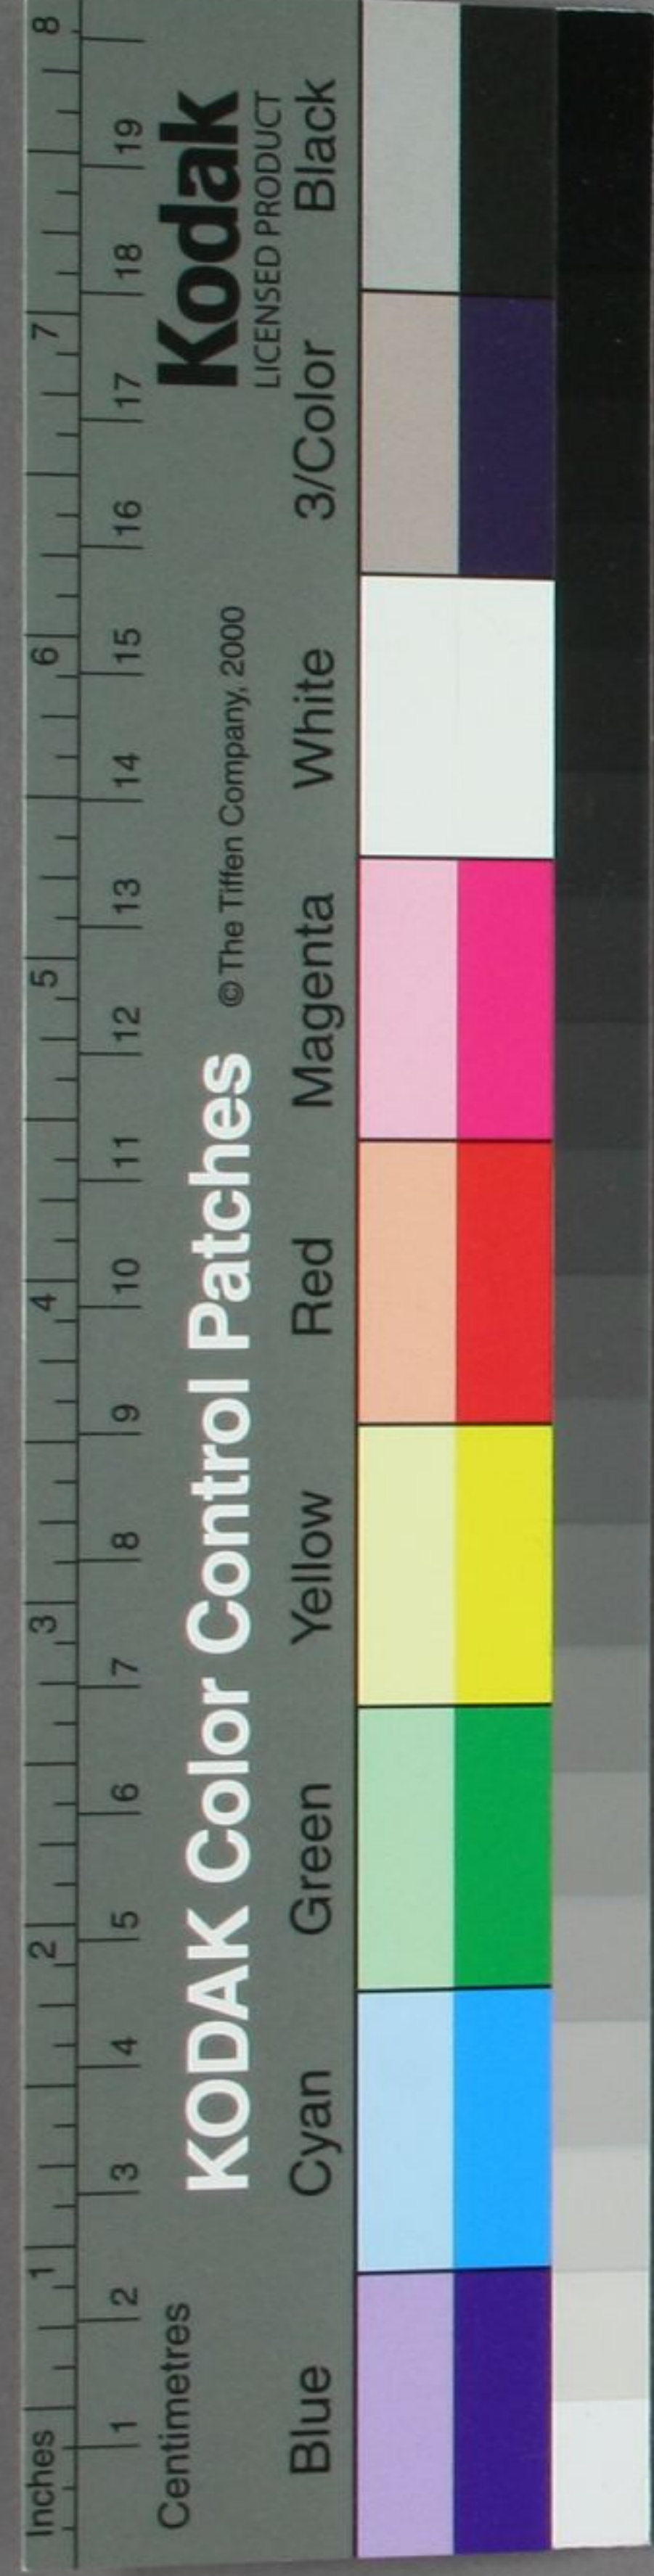 Inches 1 2 3 4 5 6 7 8
1 2 3 4 5 6 7 8 9 10 11 12 13 14 15 16 17 18 19
Centimetres
KODAK Color Control Patches © The Tiffen Company, 2000
Kodak
LICENSED PRODUCT
Blue Cyan Green Yellow Red Magenta White 3/Color Black